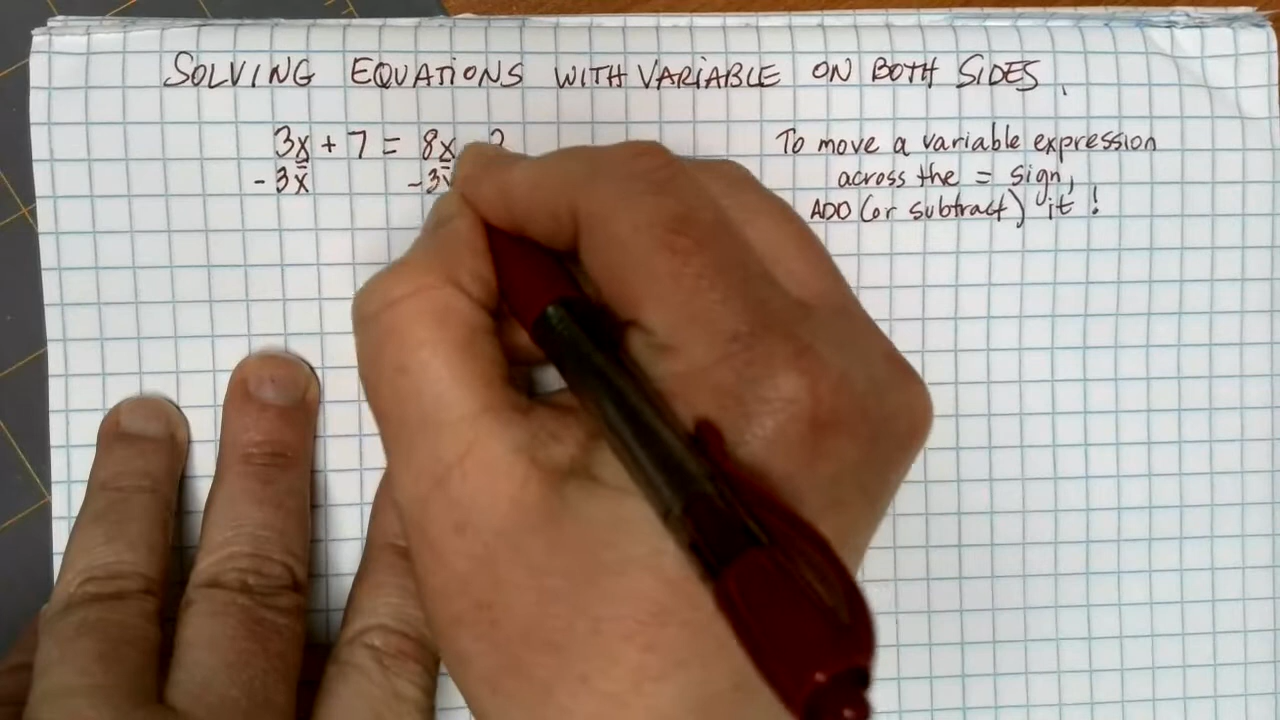 SOLVING EQUATIONS WITH VARIABLE ON BOTH SIDES.
3x + 7 = 8x
- 3x - 3
To move a variable expression
across the = sign,
ADD (or subtract) it!